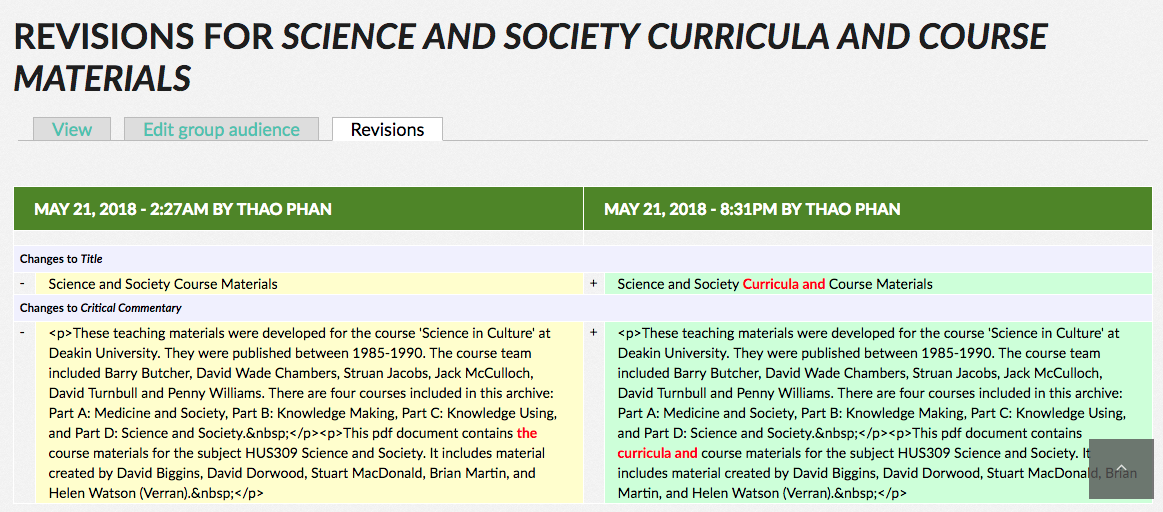 REVISIONS FOR SCIENCE AND SOCIETY CURRICULA AND COURSE
MATERIALS
View
Edit group audience
Revisions
MAY 21, 2018 - 2:27AM BY THAO PHAN
MAY 21, 2018 - 8:31PM BY THAO PHAN
Changes to Title
- Science and Society Course Materials
+ Science and Society Curricula and Course Materials
Changes to Critical Commentary
- <p>These teaching materials were developed for the course 'Science in Culture' at
Deakin University. They were published between 1985-1990. The course team
included Barry Butcher, David Wade Chambers, Struan Jacobs, Jack McCulloch,
David Turnbull and Penny Williams. There are four courses included in this archive:
Part A: Medicine and Society, Part B: Knowledge Making, Part C: Knowledge Using,
and Part D: Science and Society.&nbsp;</p><p>This pdf document contains the
course materials for the subject HUS309 Science and Society. It includes material
created by David Biggins, David Dorwood, Stuart MacDonald, Brian Martin, and
Helen Watson (Verran).&nbsp;</p>
+ <p>These teaching materials were developed for the course 'Science in Culture' at
Deakin University. They were published between 1985-1990. The course team
included Barry Butcher, David Wade Chambers, Struan Jacobs, Jack McCulloch,
David Turnbull and Penny Williams. There are four courses included in this archive:
Part A: Medicine and Society, Part B: Knowledge Making, Part C: Knowledge Using,
and Part D: Science and Society.&nbsp;</p><p>This pdf document contains
curricula and course materials for the subject HUS309 Science and Society. It
includes material created by David Biggins, David Dorwood, Stuart MacDonald, Brian
Martin, and Helen Watson (Verran).&nbsp;</p>